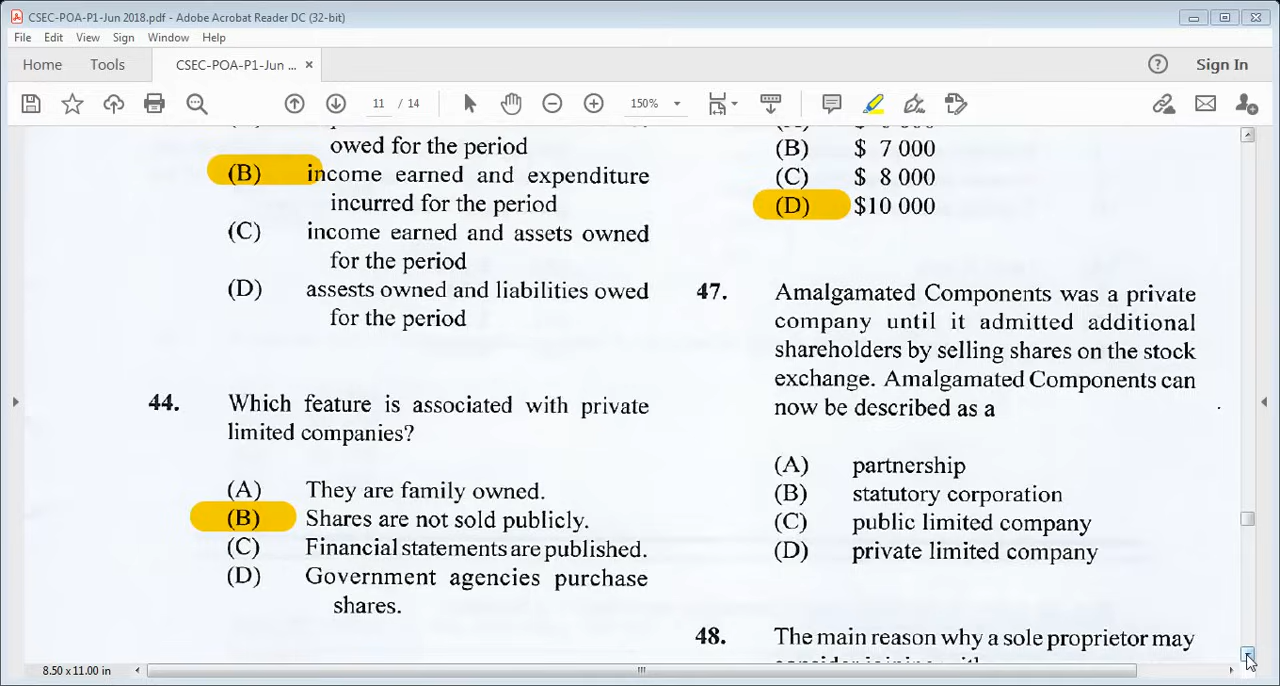 CSEC-POA-P1-Jun 2018.pdf - Adobe Acrobat Reader DC (32-bit)
File Edit View Sign Window Help
Home Tools CSEC-POA-P1-Jun ... × ? Sign In
11 / 14 150%
owed for the period
(B) income earned and expenditure
incurred for the period
(C) income earned and assets owned
for the period
(D) assests owned and liabilities owed
for the period
44. Which feature is associated with private
limited companies?
(A) They are family owned.
(B) Shares are not sold publicly.
(C) Financial statements are published.
(D) Government agencies purchase
shares.
(B) $ 7 000
(C) $ 8 000
(D) $10 000
47. Amalgamated Components was a private
company until it admitted additional
shareholders by selling shares on the stock
exchange. Amalgamated Components can
now be described as a
(A) partnership
(B) statutory corporation
(C) public limited company
(D) private limited company
48. The main reason why a sole proprietor may
8.50 x 11.00 in